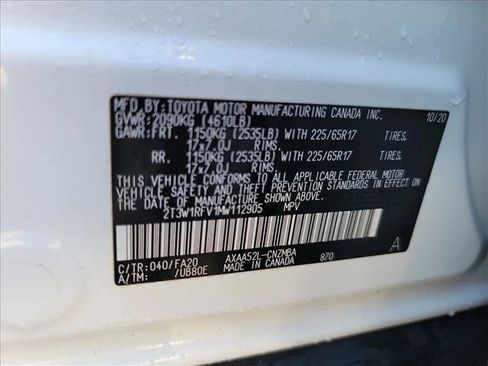 MFD. BY: TOYOTA MOTOR MANUFACTURING CANADA INC. 10/20
GVWR: 2090KG (4610LB)
GAWR: FRT. 1150KG (2535LB) WITH 225/65R17 TIRES,
17x7.0J RIMS,
RR. 1150KG (2535LB) WITH 225/65R17 TIRES,
17x7.0J
THIS VEHICLE CONFORMS TO ALL APPLICABLE FEDERAL MOTOR
VEHICLE SAFETY AND THEFT PREVENTION STANDARDS IN EFFECT ON
THE DATE OF MANUFACTURE SHOWN ABOVE.
2T3W1RFV1MW112905 MPV
C/TR: 040/FA20 AXAA52L-CNZMBA A
A/TM: /UB80E MADE IN CANADA 870